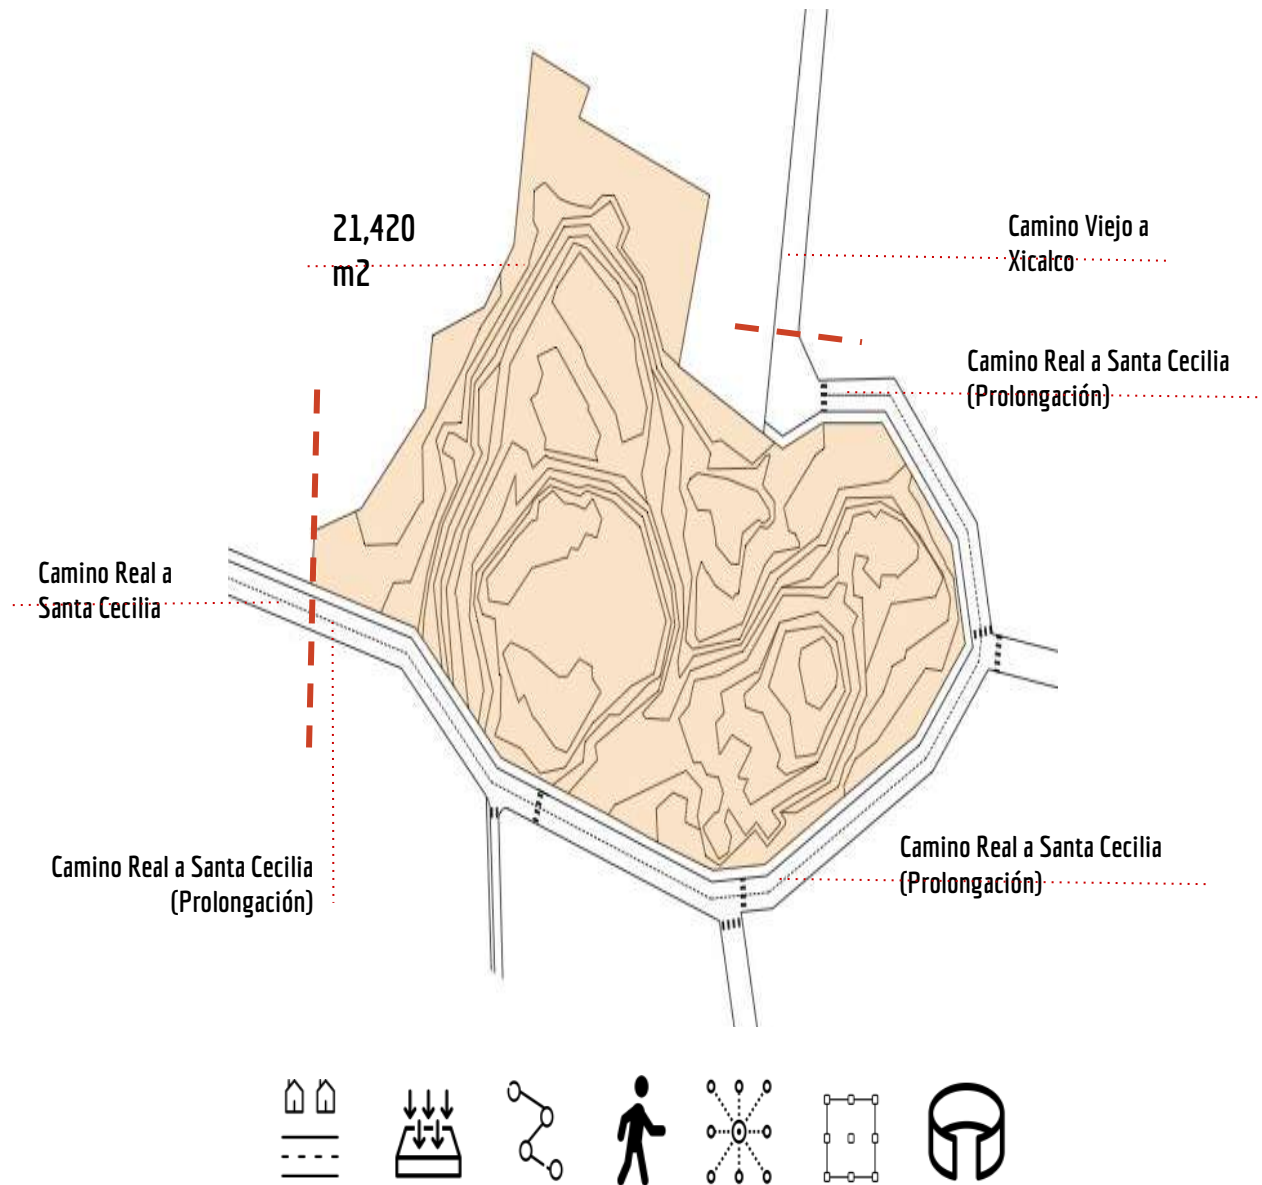 21,420
m2
Camino Viejo a
Xicalco
Camino Real a Santa Cecilia
(Prolongación)
Camino Real a
Santa Cecilia
Camino Real a Santa Cecilia
(Prolongación)
Camino Real a Santa Cecilia
(Prolongación)